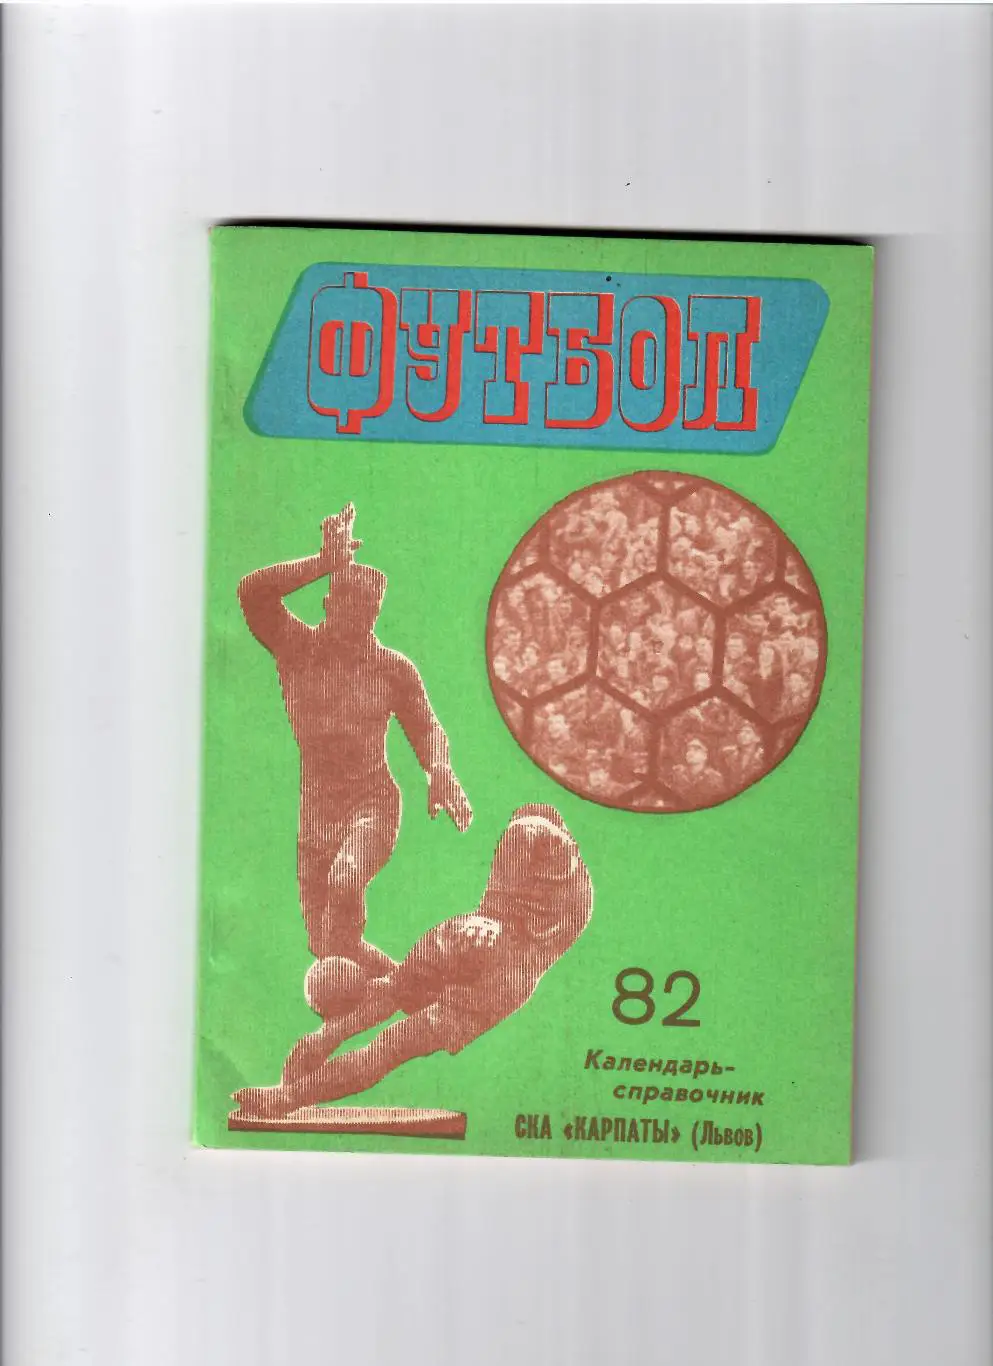 ФУТБОЛ
82
Календарь-
справочник
СКА «КАРПАТЫ» (Львов)